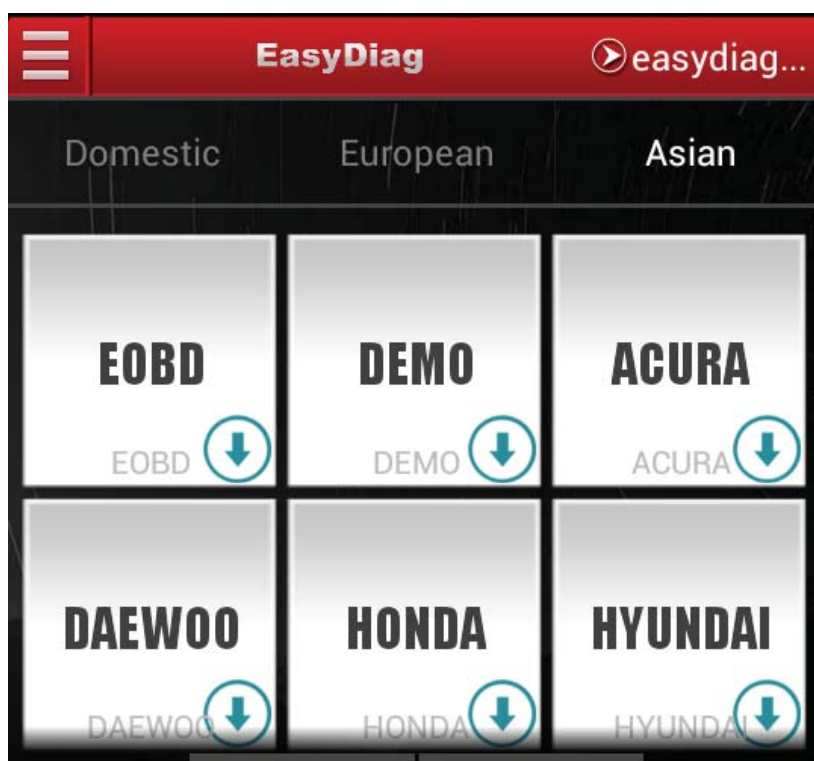 EasyDiag easydiag...
Domestic European Asian
EOBD DEMO ACURA
EOBD DEMO ACURA
DAEWOO HONDA HYUNDAI
DAEWOO HONDA HYUNDAI